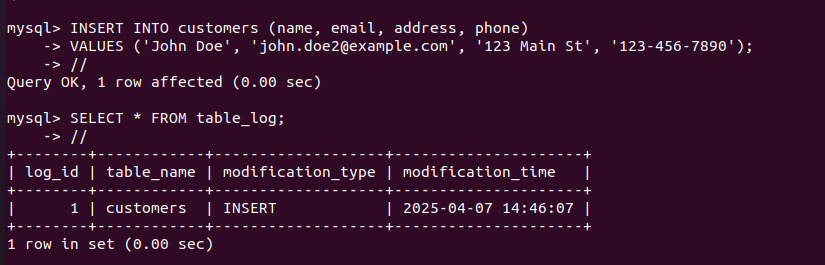 mysql> INSERT INTO customers (name, email, address, phone)
    -> VALUES ('John Doe', 'john.doe2@example.com', '123 Main St', '123-456-7890');
    -> //
Query OK, 1 row affected (0.00 sec)

mysql> SELECT * FROM table_log;
    -> //
+--------+------------+-------------------+---------------------+
| log_id | table_name | modification_type | modification_time   |
+--------+------------+-------------------+---------------------+
|      1 | customers  | INSERT            | 2025-04-07 14:46:07 |
+--------+------------+-------------------+---------------------+
1 row in set (0.00 sec)